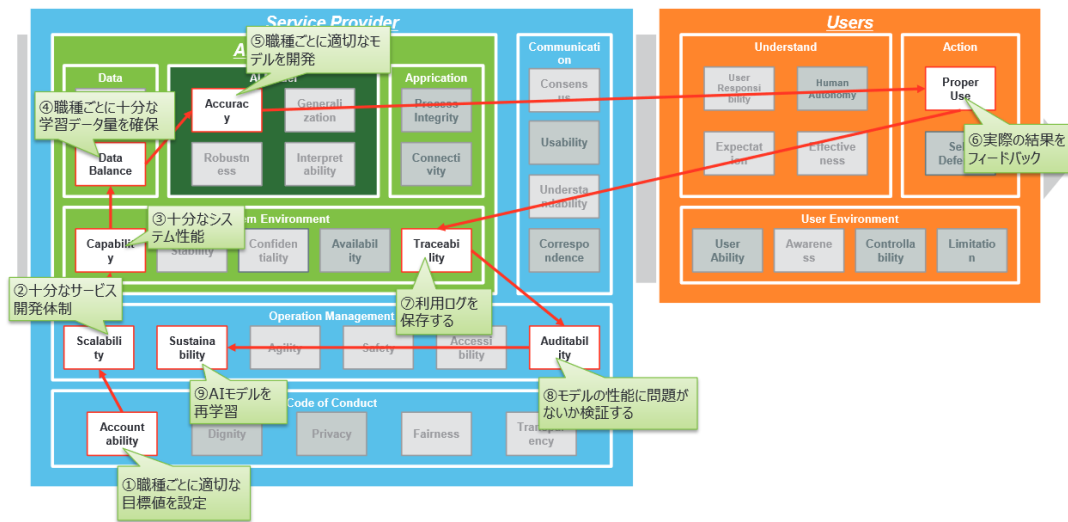 Service Provider
Users
A
⑤職種ごとに適切なモ
デルを開発
Communicati
on
Understand
Action
Data
Application
④職種ごとに十分な
学習データ量を確保
Accurac
y
Generali
zation
Process
Integrity
Consens
us
User
Responsi
bility
Human
Autonomy
Proper
Use
Data
Balance
Robustn
ess
Interpret
ability
Connecti
vity
Usability
Expectat
ion
Effective
ness
⑥実際の結果を
フィードバック
Understa
ndability
③十分なシス
テム性能
em Environment
User Environment
Capabilit
y
Stability
Confiden
tiality
Availabil
ity
Traceabi
lity
Correspo
ndence
User
Ability
Awarene
ss
Controlla
bility
Limitatio
n
②十分なサービス
開発体制
⑦利用ログを
保存する
Operation Management
Scalabili
ty
Sustaina
bility
Agility
Safety
Accessi
bility
Auditabi
lity
⑨AIモデルを
再学習
⑧モデルの性能に問題が
ないか検証する
Code of Conduct
Account
ability
Dignity
Privacy
Fairness
Transpar
ency
①職種ごとに適切な
目標値を設定